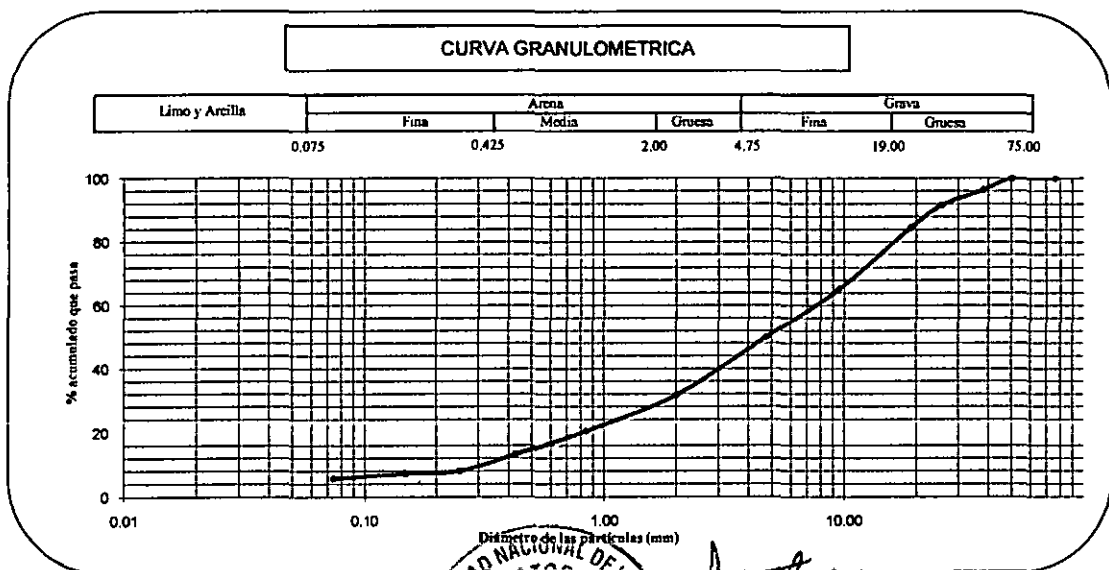 CURVA GRANULOMETRICA
Limo y Arcilla Arena Grava
Fina Media Gruesa Fina Gruesa
0,075 0,425 2,00 4,75 19.00 75.00
% acumulado que pasa
100
80
60
40
20
0
0.01 0.10 1.00 10.00
Diámetro de las partículas (mm)
NACIONAL DE